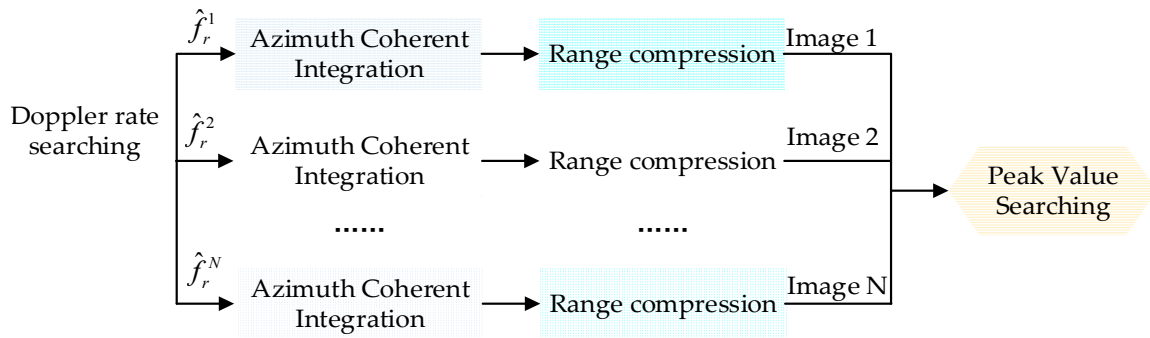 Doppler rate
searching
f̂_r^1
Azimuth Coherent
Integration
Range compression
Image 1
f̂_r^2
Azimuth Coherent
Integration
Range compression
Image 2
......
......
f̂_r^N
Azimuth Coherent
Integration
Range compression
Image N
Peak Value
Searching